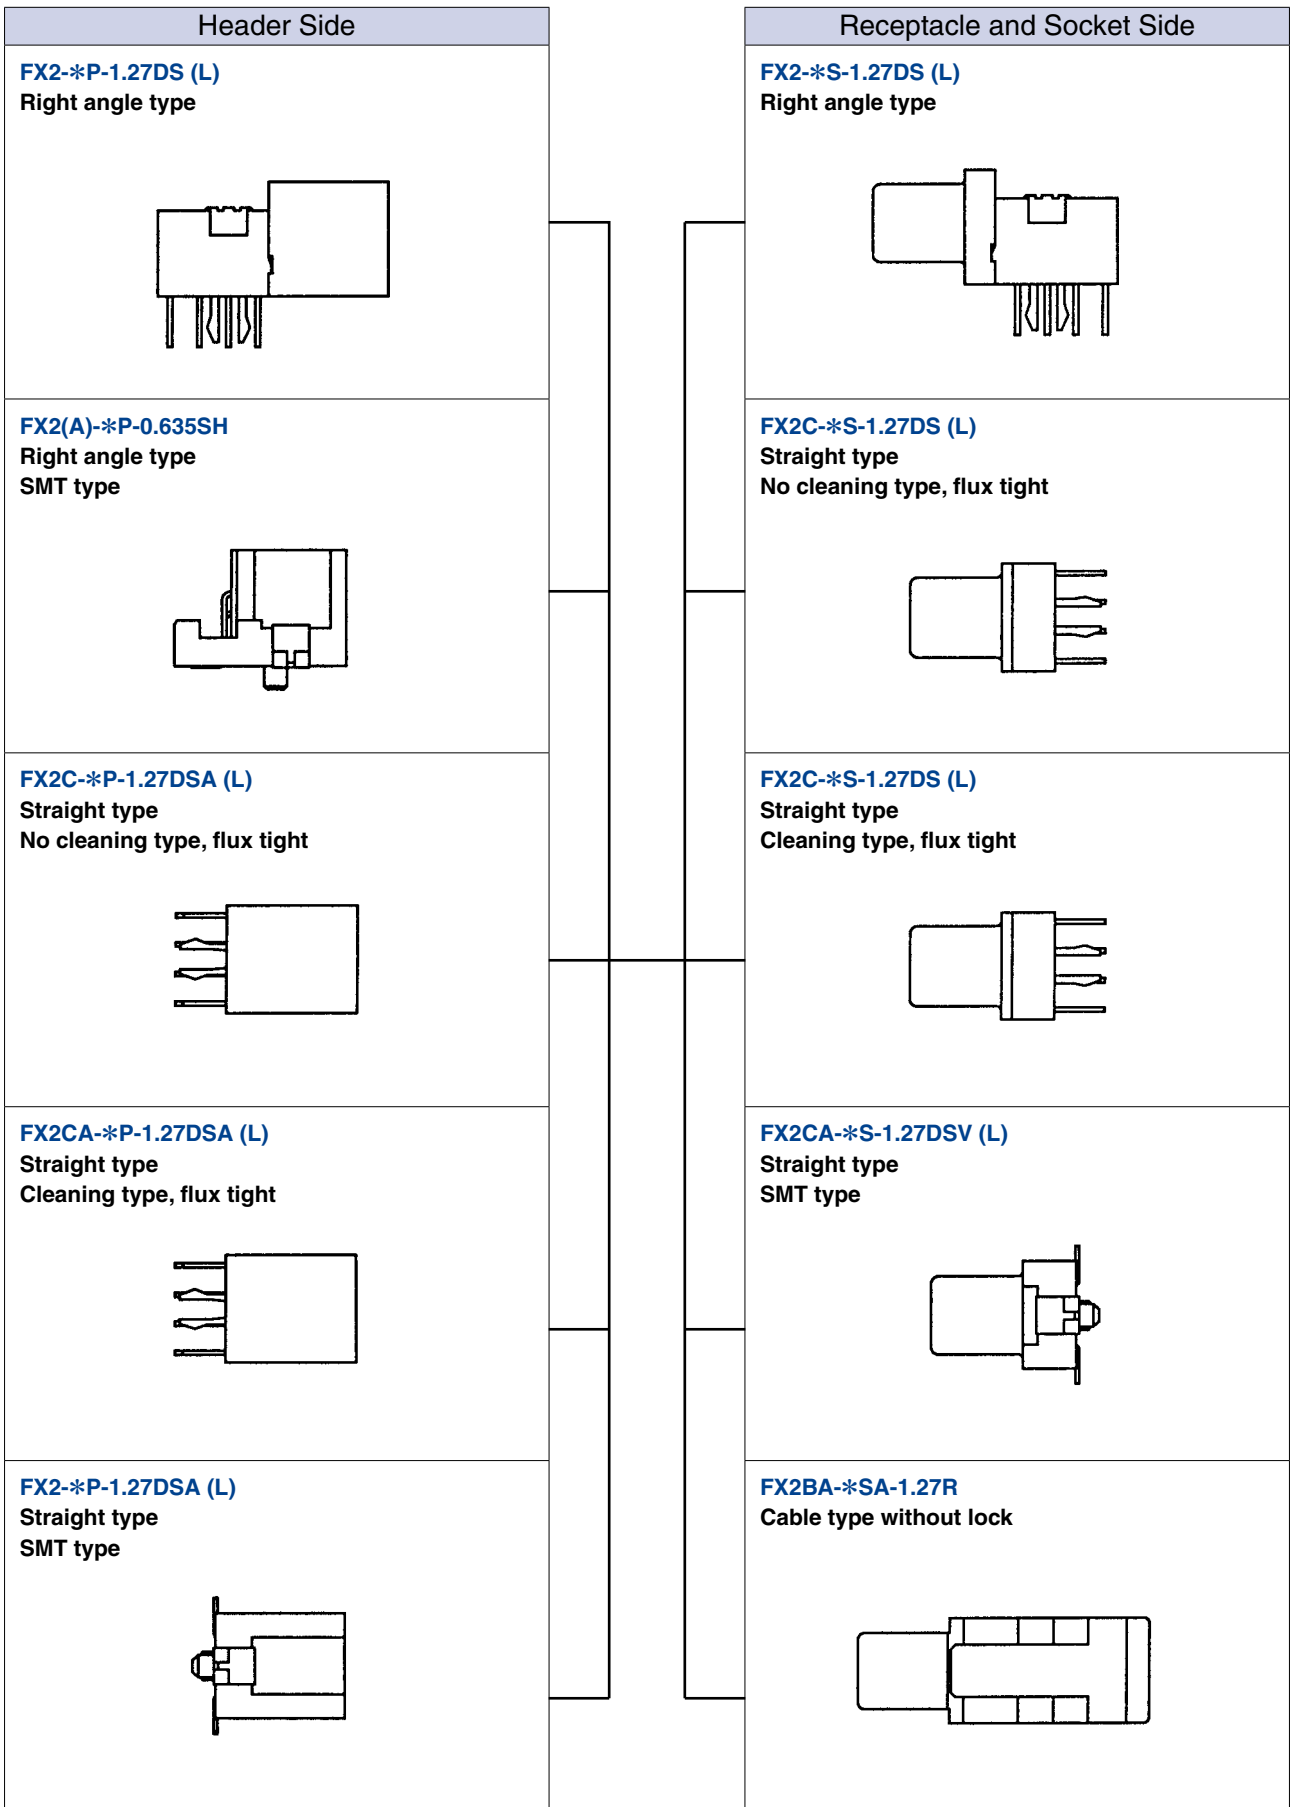 Header Side
FX2-*P-1.27DS (L)
Right angle type
FX2(A)-*P-0.635SH
Right angle type
SMT type
FX2C-*P-1.27DSA (L)
Straight type
No cleaning type, flux tight
FX2CA-*P-1.27DSA (L)
Straight type
Cleaning type, flux tight
FX2-*P-1.27DSA (L)
Straight type
SMT type
Receptacle and Socket Side
FX2-*S-1.27DS (L)
Right angle type
FX2C-*S-1.27DS (L)
Straight type
No cleaning type, flux tight
FX2C-*S-1.27DS (L)
Straight type
Cleaning type, flux tight
FX2CA-*S-1.27DSV (L)
Straight type
SMT type
FX2BA-*SA-1.27R
Cable type without lock